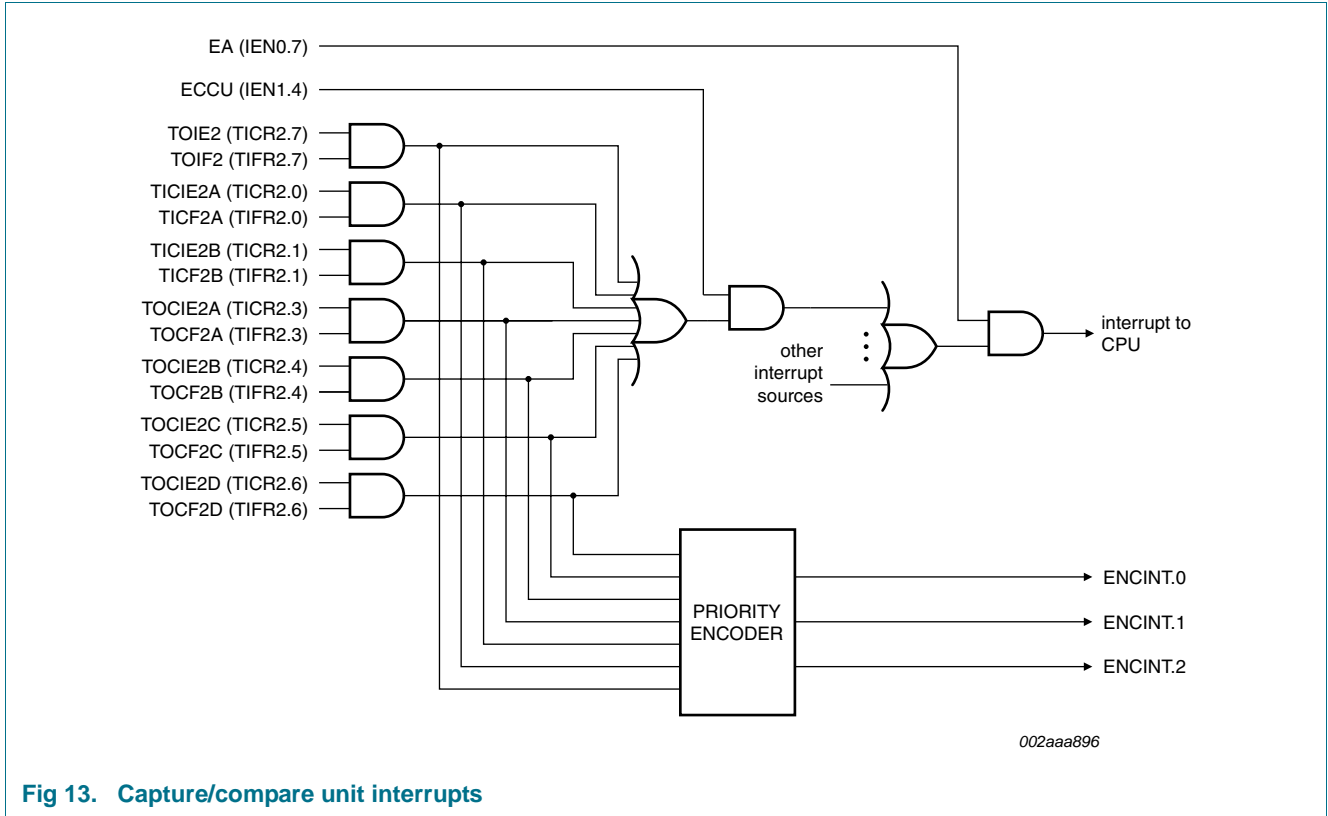 EA (IEN0.7)
ECCU (IEN1.4)
TOIE2 (TICR2.7)
TOIF2 (TIFR2.7)
TICIE2A (TICR2.0)
TICF2A (TIFR2.0)
TICIE2B (TICR2.1)
TICF2B (TIFR2.1)
TOCIE2A (TICR2.3)
TOCF2A (TIFR2.3)
TOCIE2B (TICR2.4)
TOCF2B (TIFR2.4)
TOCIE2C (TICR2.5)
TOCF2C (TIFR2.5)
TOCIE2D (TICR2.6)
TOCF2D (TIFR2.6)
other
interrupt
sources
interrupt to
CPU
PRIORITY
ENCODER
ENCINT.0
ENCINT.1
ENCINT.2
002aaa896
Fig 13. Capture/compare unit interrupts